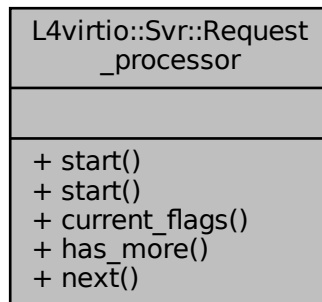 L4virtio::Svr::Request
_processor
+ start()
+ start()
+ current_flags()
+ has_more()
+ next()